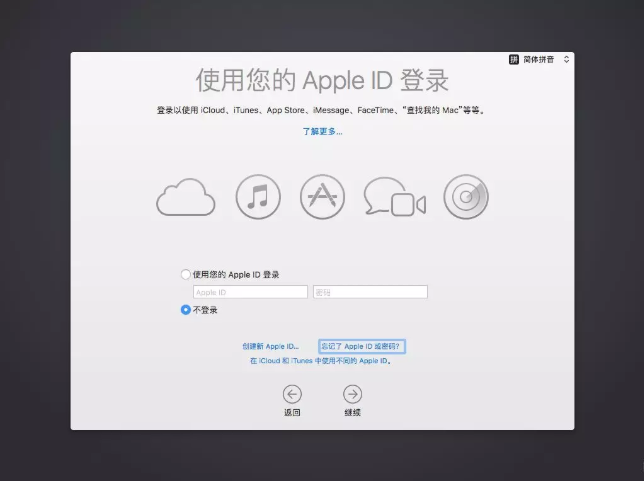 拼 简体拼音
使用您的 Apple ID 登录
登录以使用 iCloud、iTunes、App Store、iMessage、FaceTime、“查找我的 Mac”等等。
了解更多...
使用您的 Apple ID 登录
Apple ID 密码
不登录
创建新 Apple ID... 忘记了 Apple ID 或密码?
在 iCloud 和 iTunes 中使用不同的 Apple ID。
返回 继续